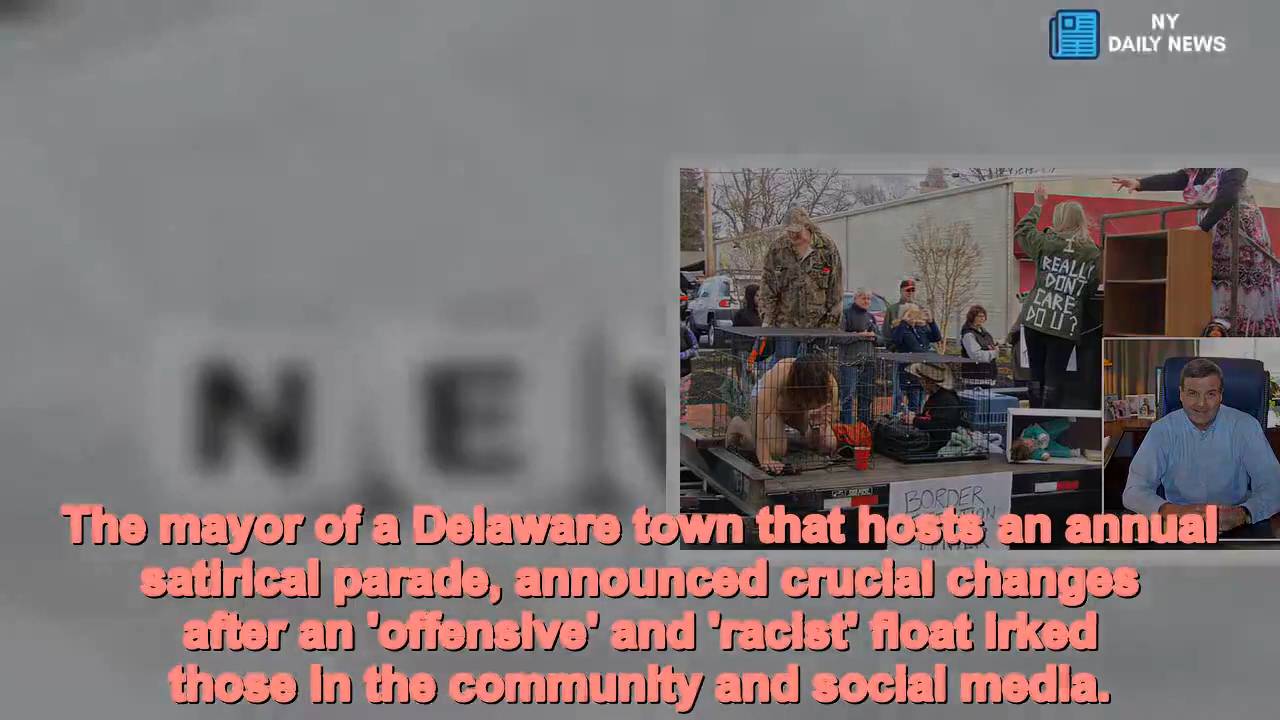 NY
DAILY NEWS
I
REALLY
DON'T
CARE
DO U?
N E
BORDER
The mayor of a Delaware town that hosts an annual
satirical parade, announced crucial changes
after an 'offensive' and 'racist' float irked
those in the community and social media.